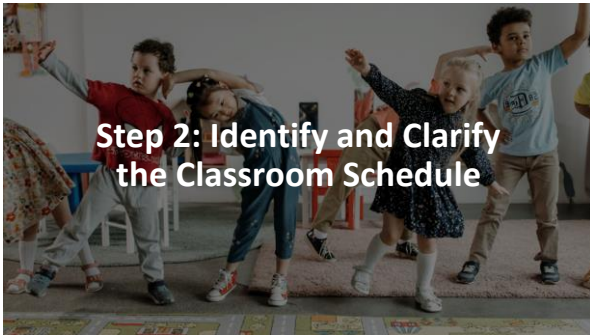 Step 2: Identify and Clarify
the Classroom Schedule